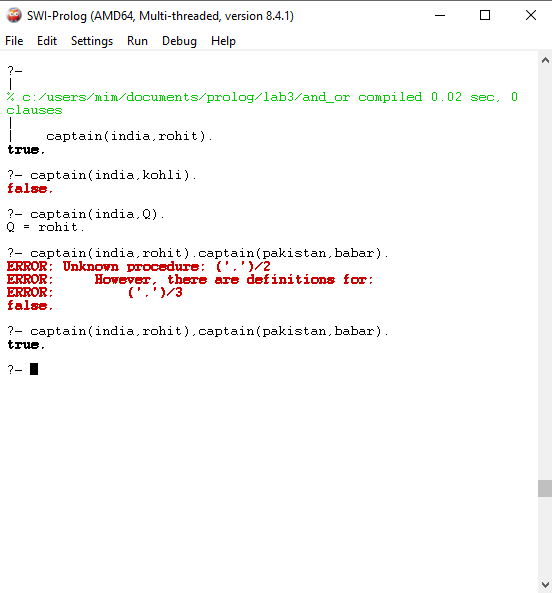 SWI-Prolog (AMD64, Multi-threaded, version 8.4.1)
File Edit Settings Run Debug Help
?-
|
% c:/users/mim/documents/prolog/lab3/and_or compiled 0.02 sec, 0
clauses
|
|    captain(india,rohit).
true.
?- captain(india,kohli).
false.
?- captain(india,Q).
Q = rohit.
?- captain(india,rohit).captain(pakistan,babar).
ERROR: Unknown procedure: ('.')/2
ERROR:     However, there are definitions for:
ERROR:         ('.')/3
false.
?- captain(india,rohit),captain(pakistan,babar).
true.
?-